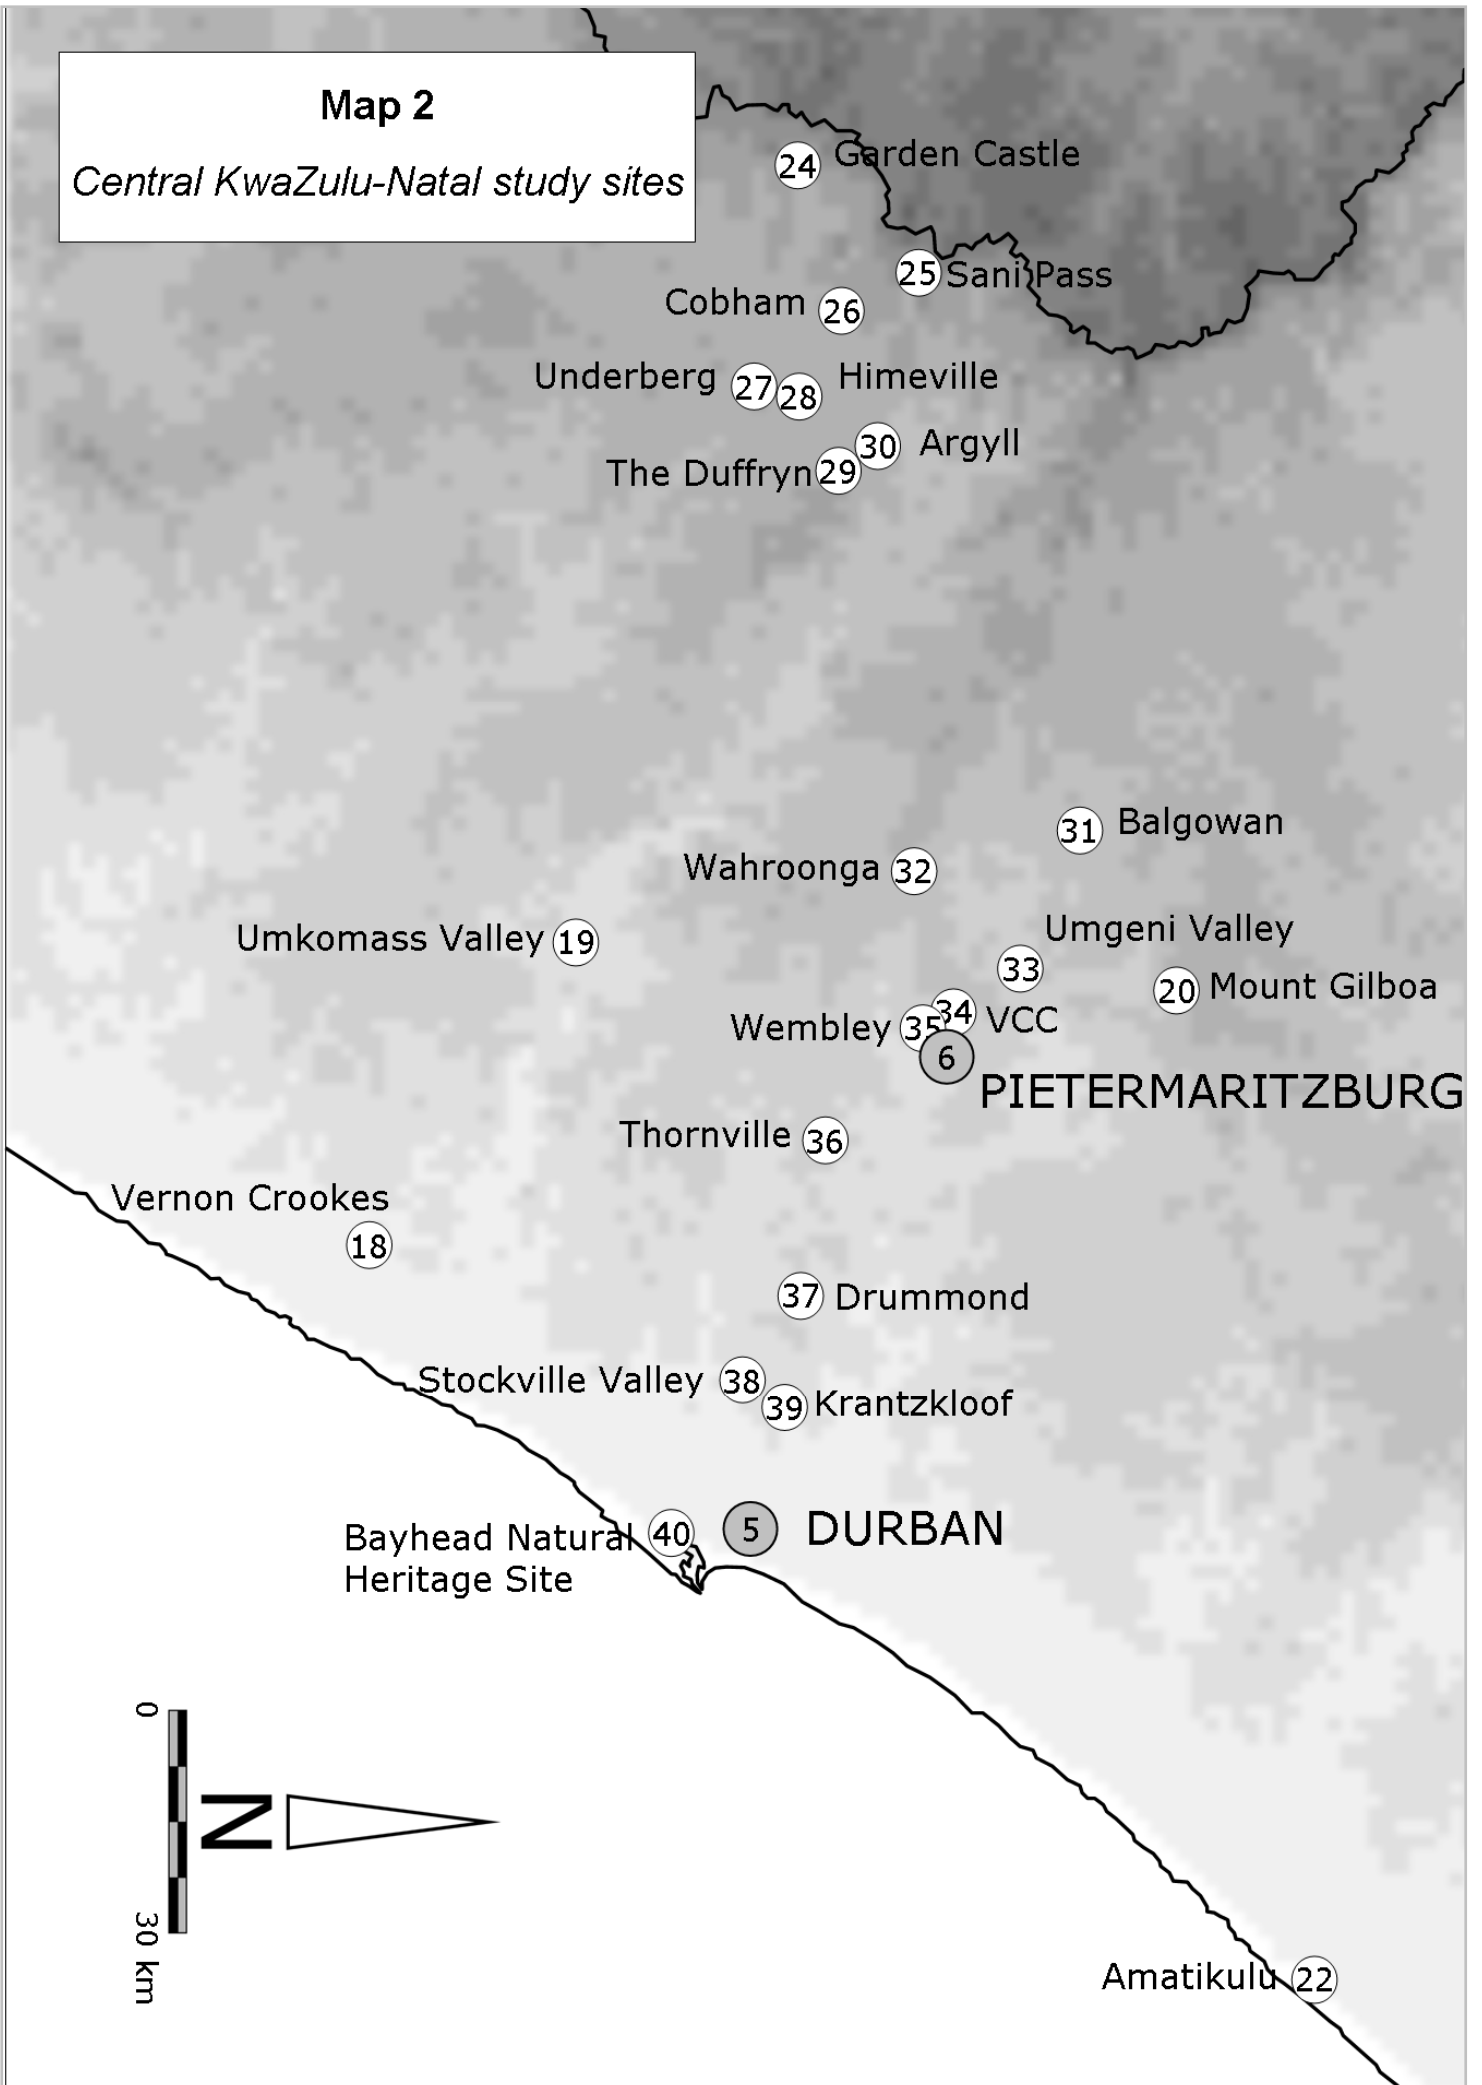 Map 2
Central KwaZulu-Natal study sites
24 Garden Castle
25 Sani Pass
Cobham 26
Underberg 27 28 Himeville
30 Argyll
The Duffryn 29
31 Balgowan
Wahroonga 32
Umkomass Valley 19
Umgeni Valley
33
20 Mount Gilboa
34 VCC
Wembley 35
6
PIETERMARITZBURG
Thornville 36
Vernon Crookes
18
37 Drummond
Stockville Valley 38
39 Krantzkloof
5 DURBAN
Bayhead Natural 40
Heritage Site
0
N
30 km
Amatikulu 22